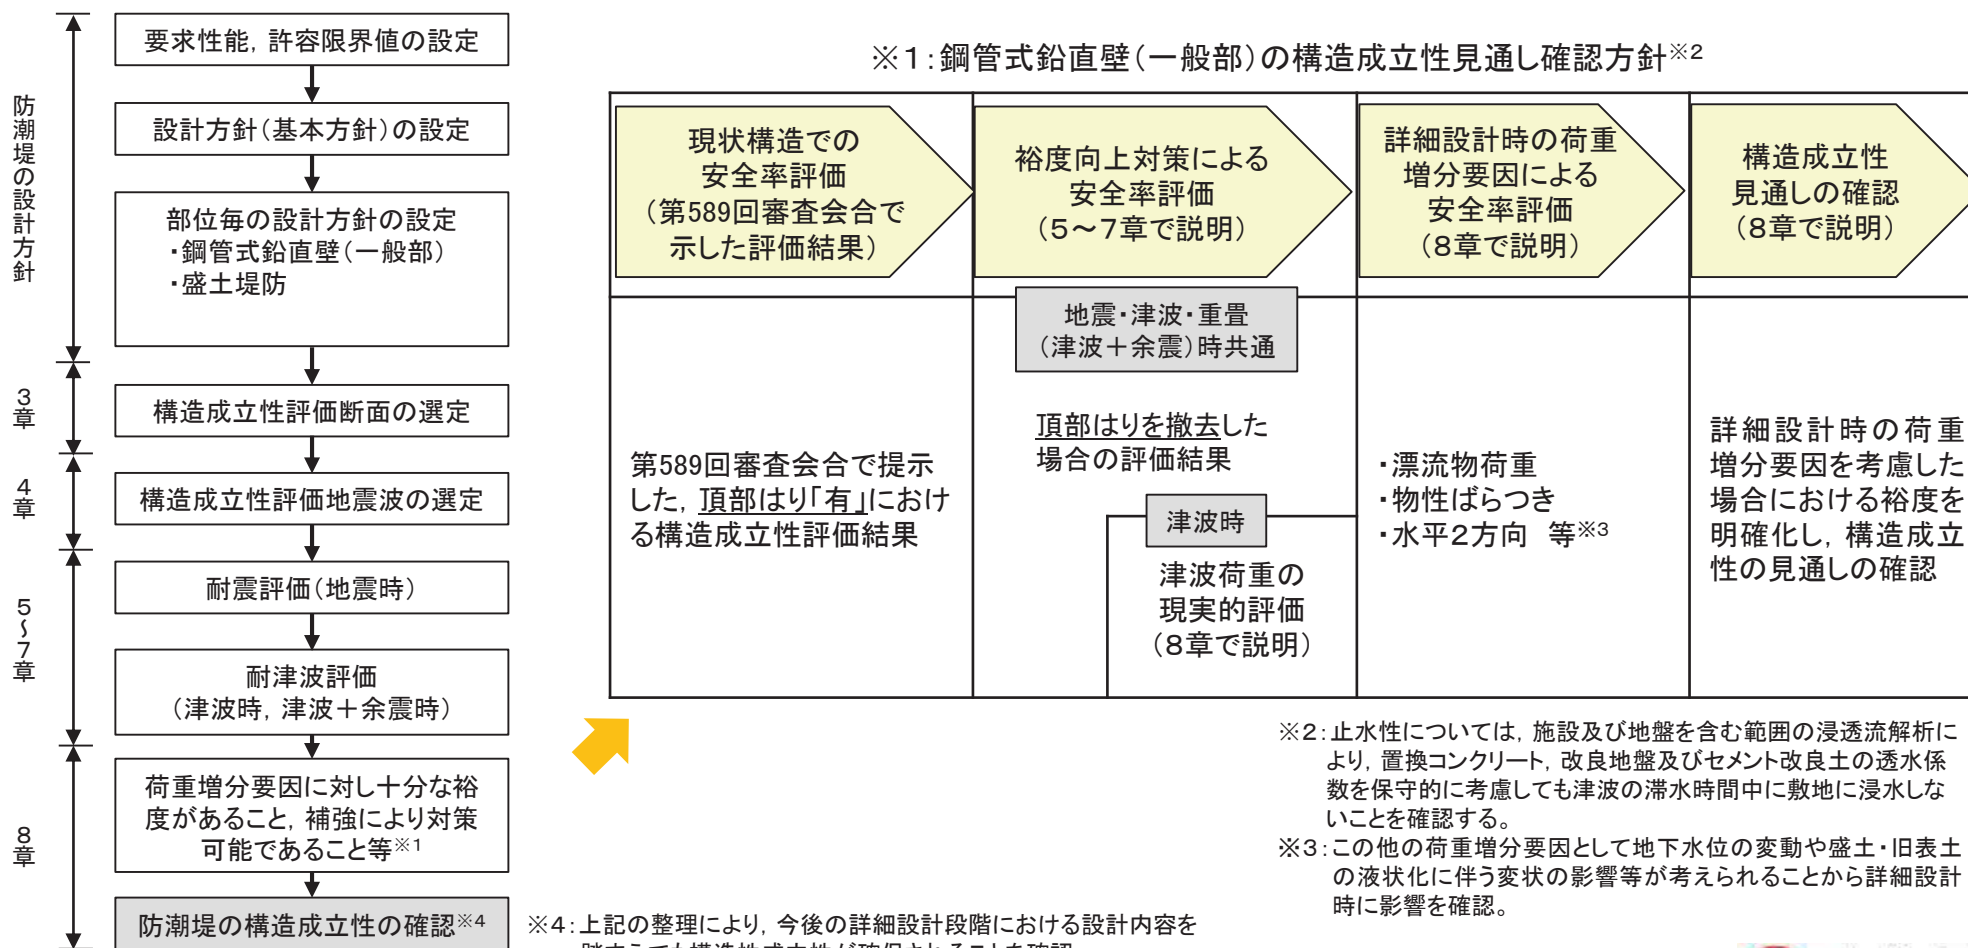 防潮堤の設計方針
要求性能，許容限界値の設定
設計方針（基本方針）の設定
部位毎の設計方針の設定
・鋼管式鉛直壁（一般部）
・盛土堤防
3章
構造成立性評価断面の選定
4章
構造成立性評価地震波の選定
5～7章
耐震評価（地震時）
耐津波評価
（津波時，津波＋余震時）
8章
荷重増分要因に対し十分な裕
度があること，補強により対策
可能であること等※1
防潮堤の構造成立性の確認※4
※1：鋼管式鉛直壁（一般部）の構造成立性見通し確認方針※2
現状構造での
安全率評価
（第589回審査会合で
示した評価結果）
裕度向上対策による
安全率評価
（5～7章で説明）
詳細設計時の荷重
増分要因による
安全率評価
（8章で説明）
構造成立性
見通しの確認
（8章で説明）
第589回審査会合で提示
した，頂部はり「有」におけ
る構造成立性評価結果
地震・津波・重畳
（津波＋余震）時共通
頂部はりを撤去した
場合の評価結果
津波時
津波荷重の
現実的評価
（8章で説明）
・漂流物荷重
・物性ばらつき
・水平2方向　等※3
詳細設計時の荷重
増分要因を考慮した
場合における裕度を
明確化し，構造成立
性の見通しの確認
※2：止水性については，施設及び地盤を含む範囲の浸透流解析に
より，置換コンクリート，改良地盤及びセメント改良土の透水係
数を保守的に考慮しても津波の滞水時間中に敷地に浸水しな
いことを確認する。
※3：この他の荷重増分要因として地下水位の変動や盛土・旧表土
の液状化に伴う変状の影響等が考えられることから詳細設計
時に影響を確認。
※4：上記の整理により，今後の詳細設計段階における設計内容を